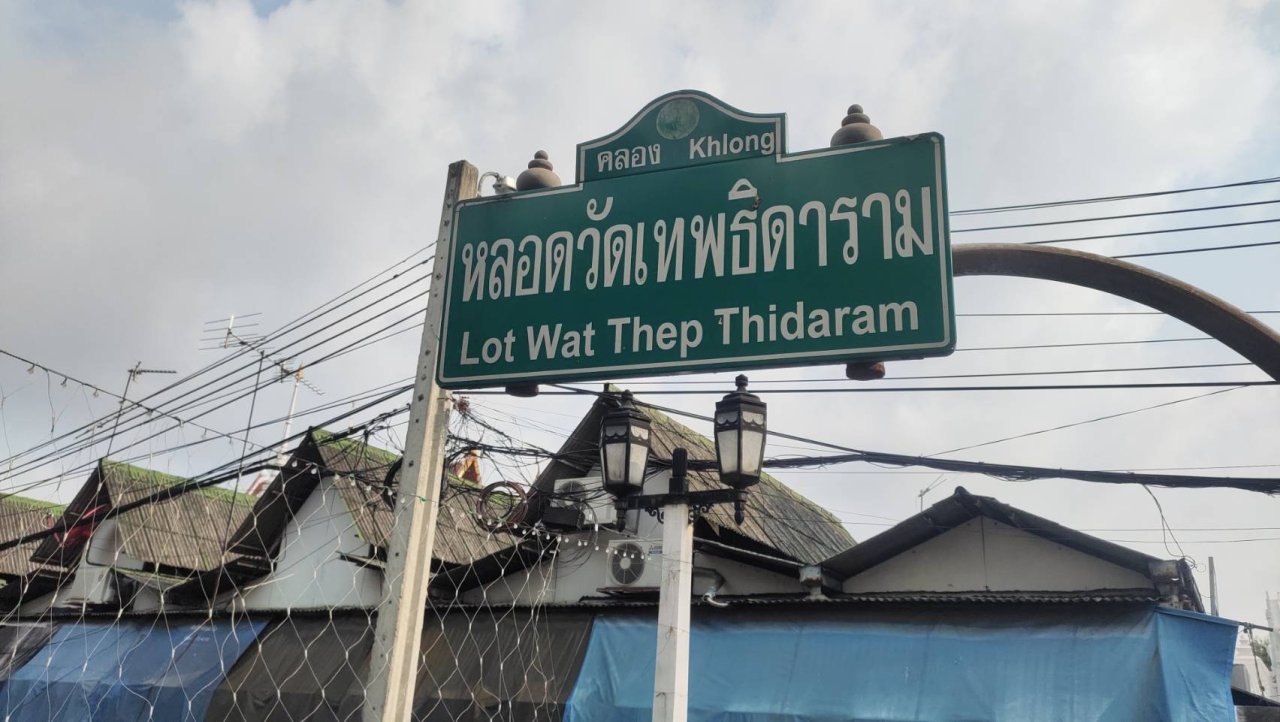 คลอง Khlong
หลอดวัดเทพธิดาราม
Lot Wat Thep Thidaram